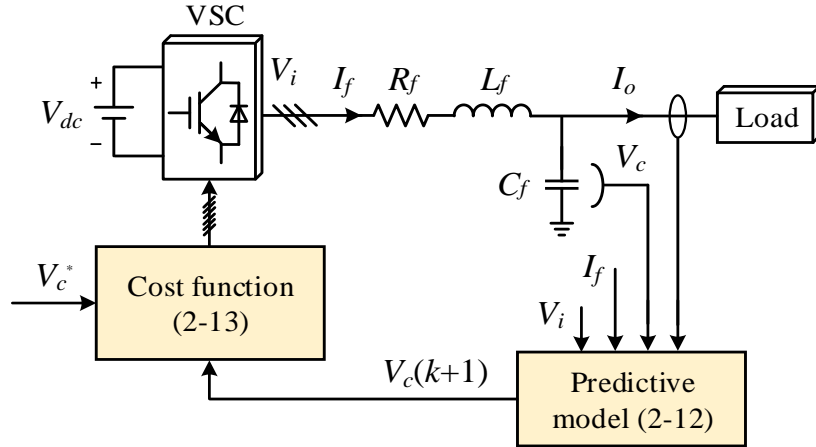 VSC
V_i
I_f
R_f
L_f
I_o
+
V_dc
−
Load
V_c
C_f
V_c*
Cost function
(2-13)
I_f
V_i
V_c(k+1)
Predictive
model (2-12)